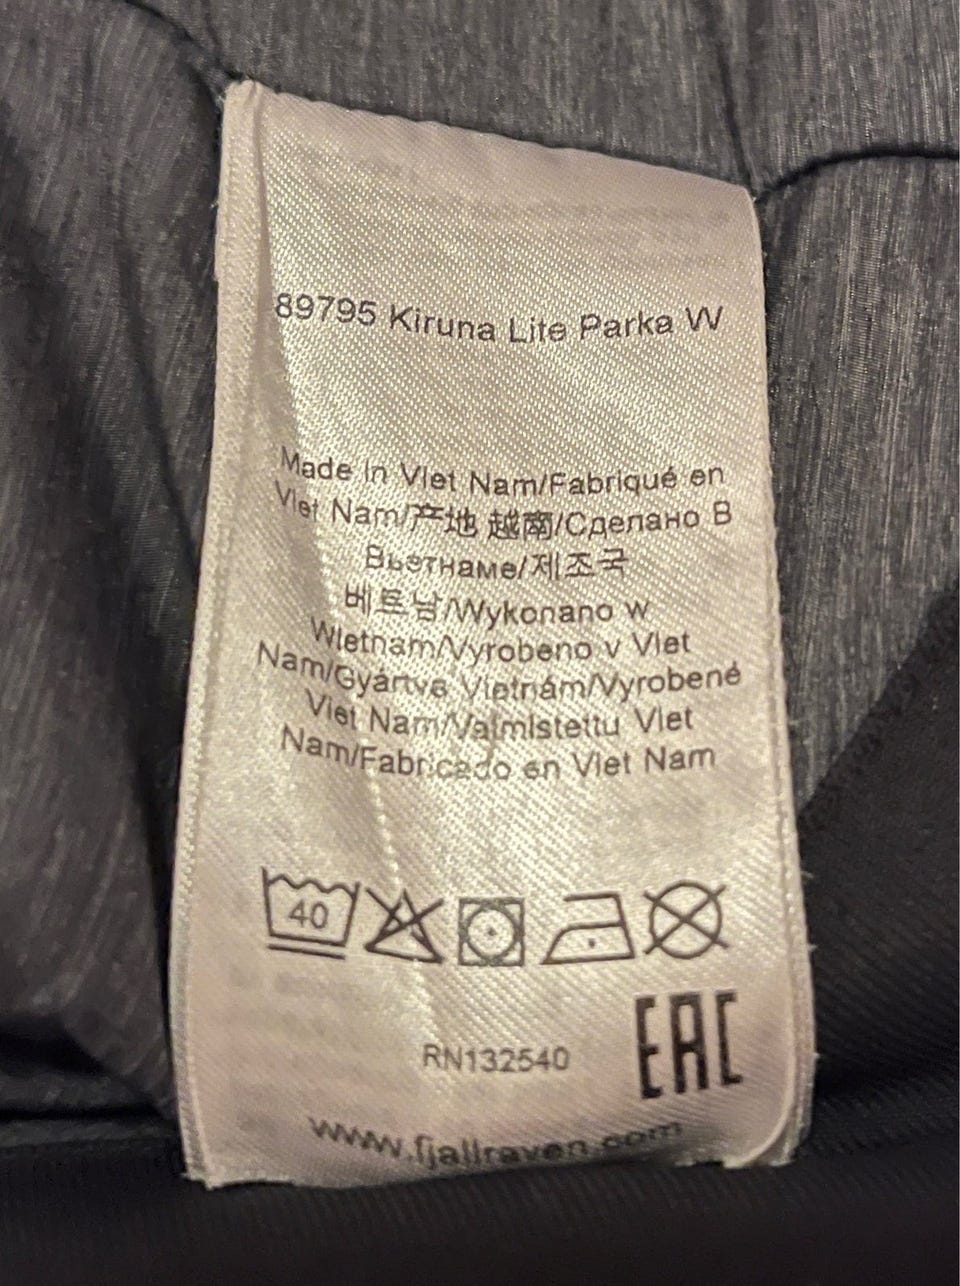 89795 Kiruna Lite Parka W
Made in Viet Nam/Fabriqué en
Viet Nam/产地 越南/Сделано В
Вьетнаме/제조국
베트남/Wykonano w
Wietnam/Vyrobeno v Viet
Nam/Gyártva Vietnám/Vyrobené
Viet Nam/Valmistettu Viet
Nam/Fabricado en Viet Nam
40
RN132540
EAC
www.fjallraven.com